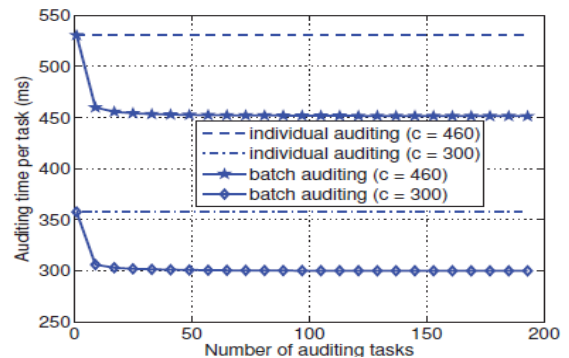 550
500
450
400
350
300
250
Auditing time per task (ms)
individual auditing (c = 460)
individual auditing (c = 300)
batch auditing (c = 460)
batch auditing (c = 300)
0
50
100
150
200
Number of auditing tasks